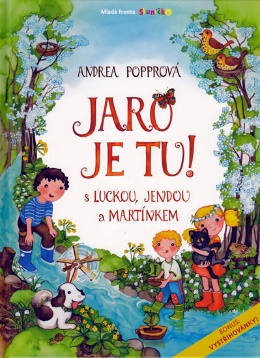 Mladá fronta Sluníčko
ANDREA POPPROVÁ
JARO
JE TU!
S LUCKOU, JENDOU
A MARTÍNKEM
BONUS:
VYSTŘIHOVÁNKY!